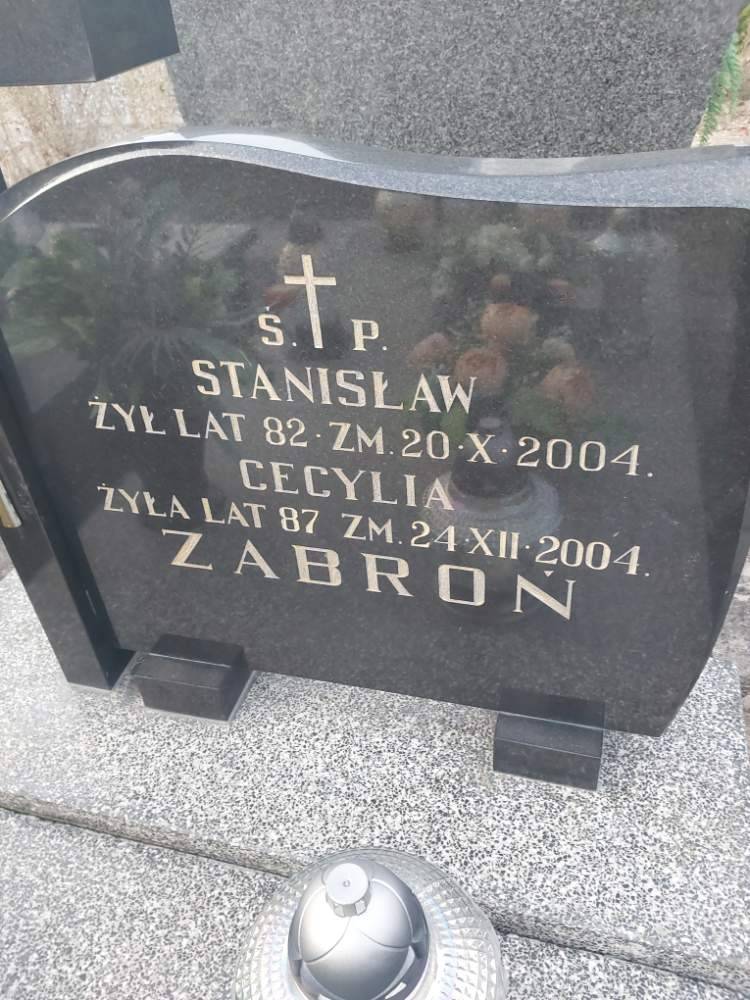 Ś. P.
STANISŁAW
ŻYŁ LAT 82 · ZM. 20·X·2004.
CECYLIA
ŻYŁA LAT 87 ZM. 24·XII·2004.
ZABROŃ